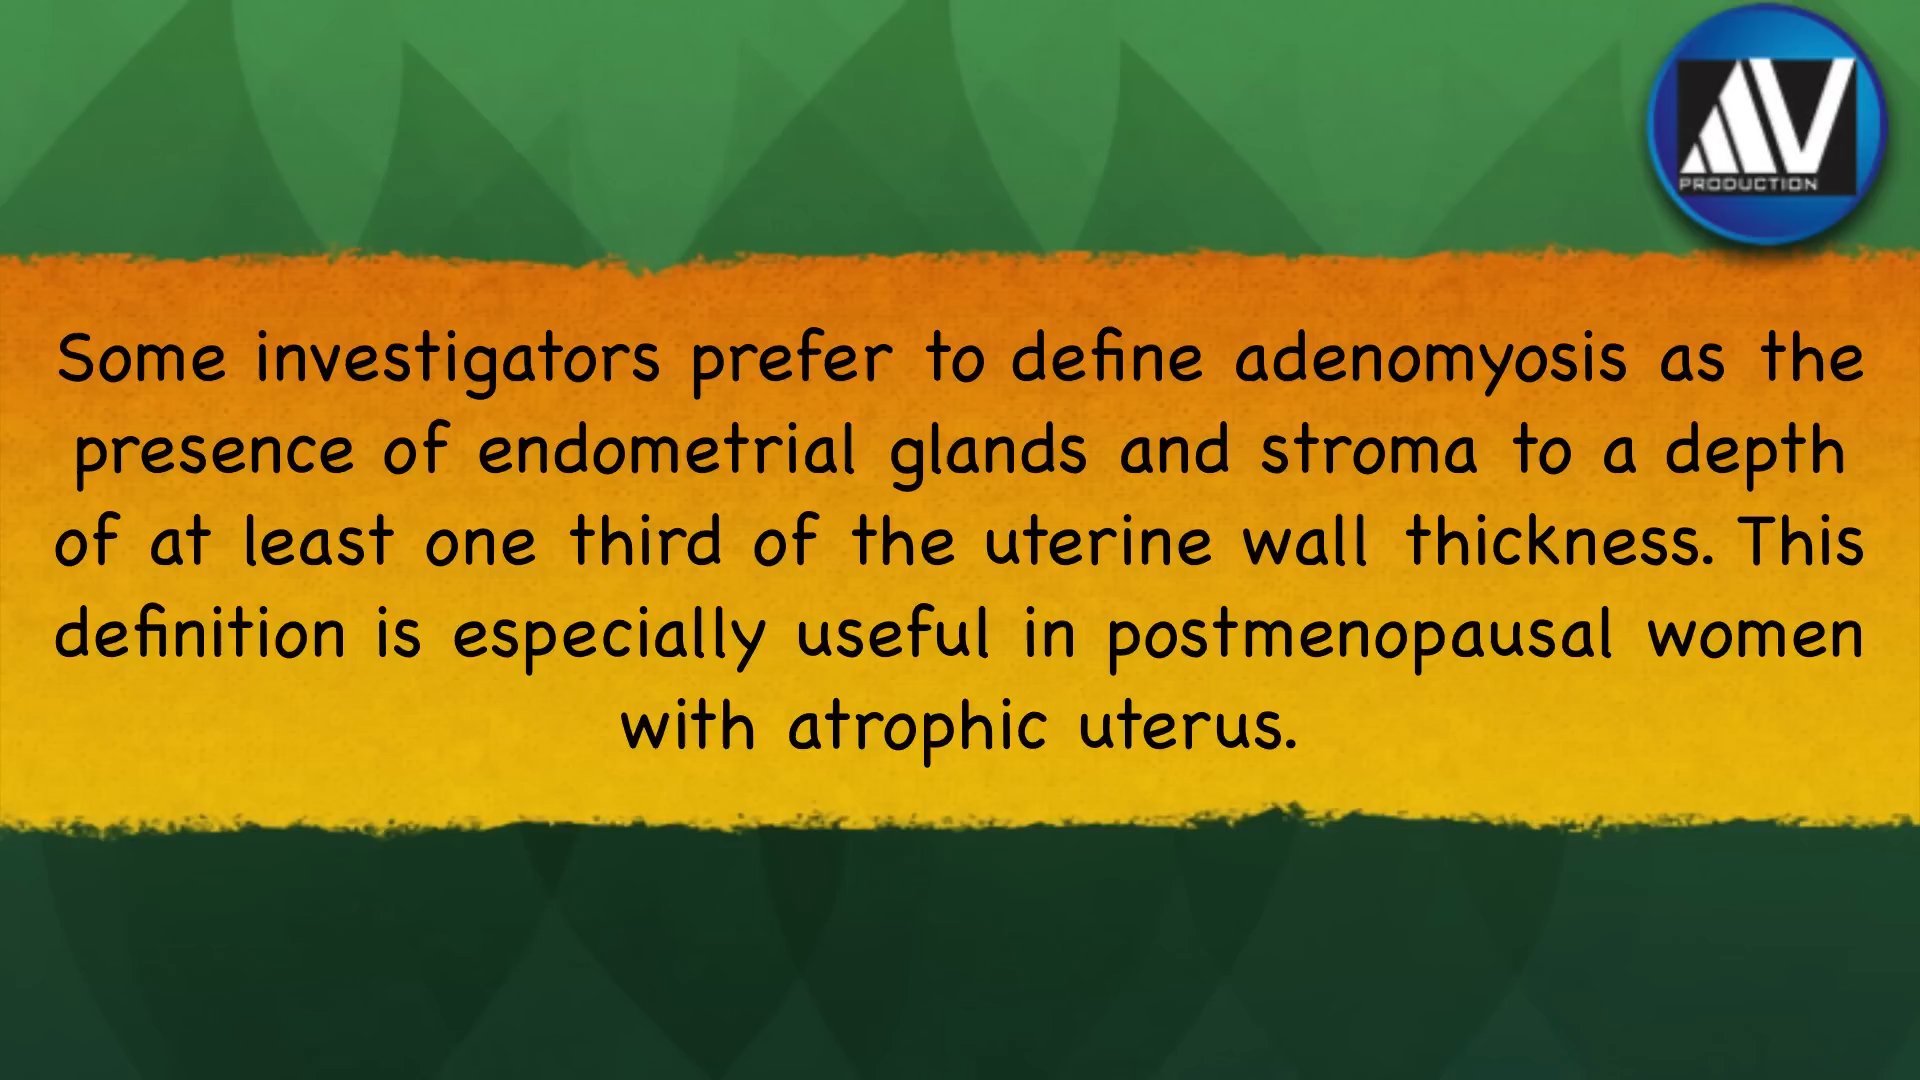 AV
PRODUCTION
Some investigators prefer to define adenomyosis as the
presence of endometrial glands and stroma to a depth
of at least one third of the uterine wall thickness. This
definition is especially useful in postmenopausal women
with atrophic uterus.